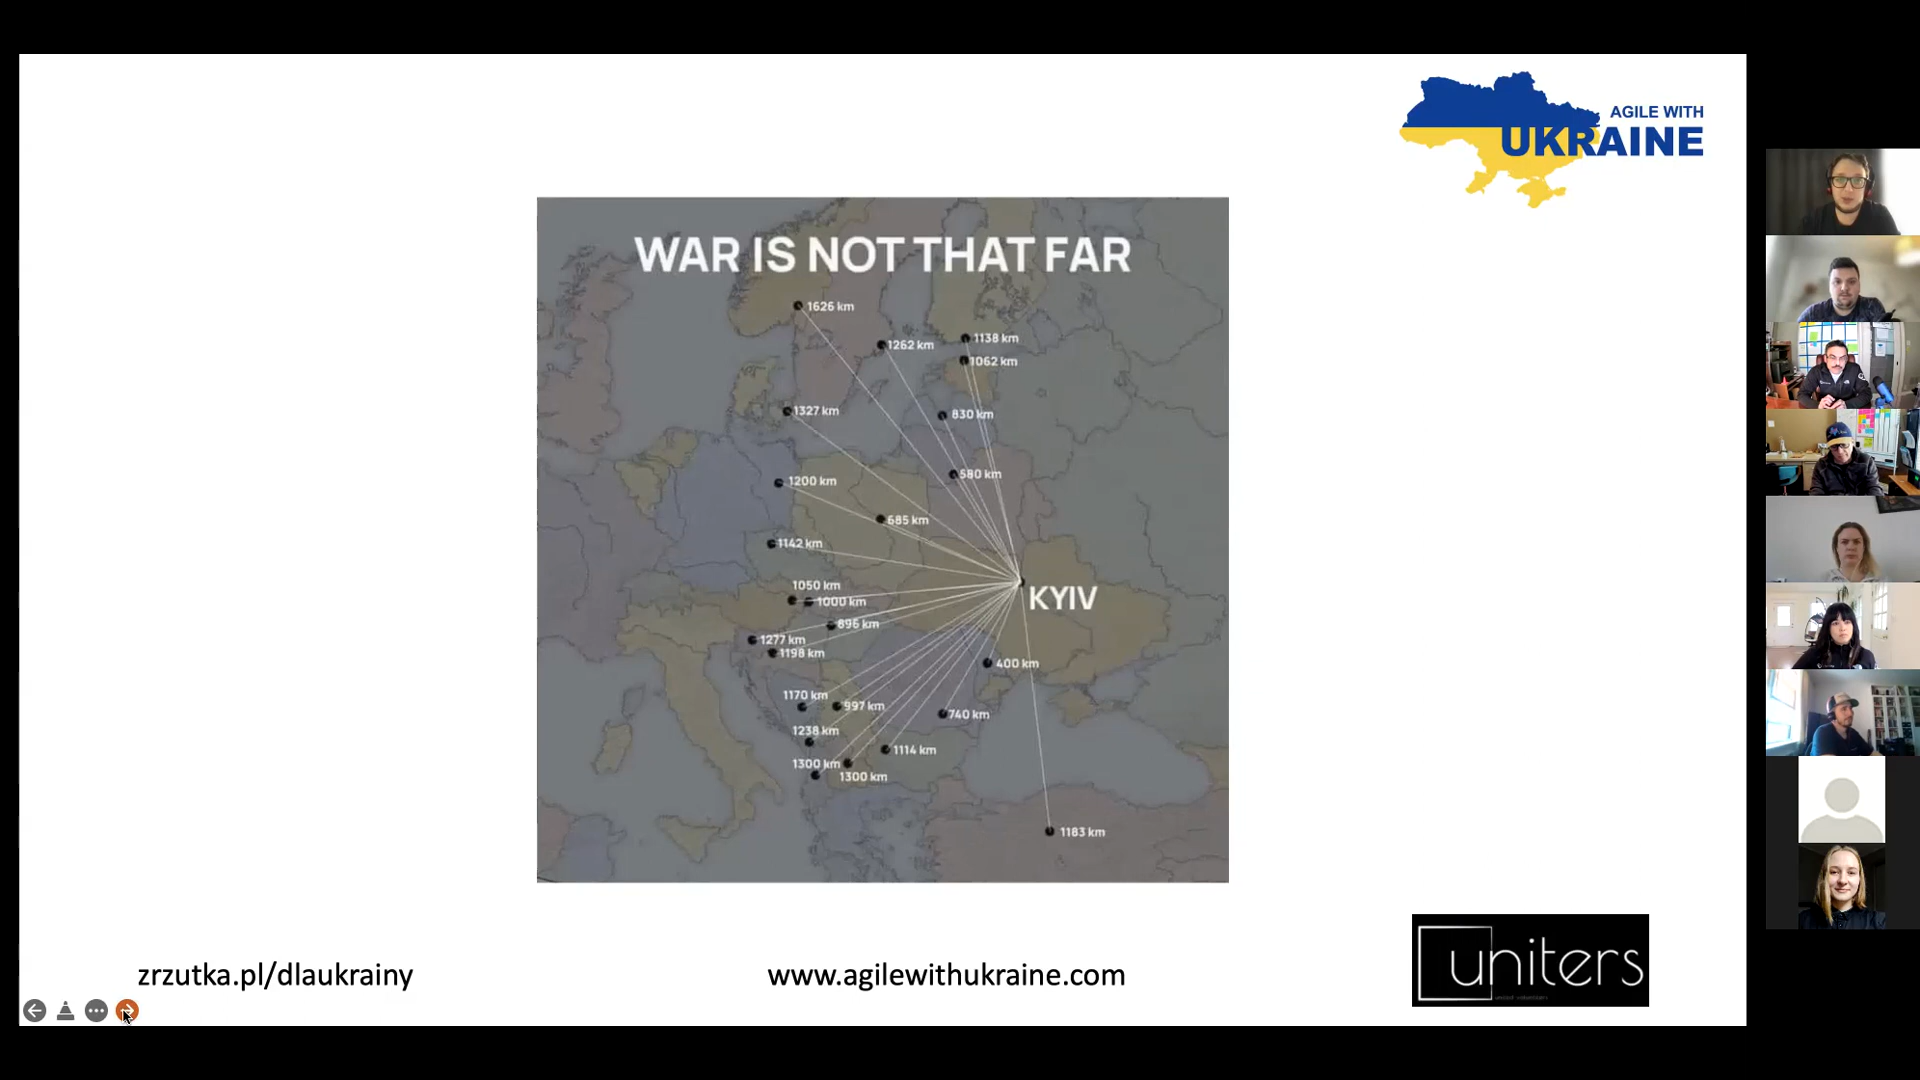 AGILE WITH
UKRAINE
WAR IS NOT THAT FAR
1626 km
1262 km
1138 km
1062 km
1327 km
830 km
580 km
1200 km
685 km
1142 km
1050 km
1000 km
KYIV
896 km
1277 km
1198 km
400 km
1170 km
997 km
740 km
1238 km
1114 km
1300 km
1300 km
1183 km
zrzutka.pl/dlaukrainy
www.agilewithukraine.com
uniters